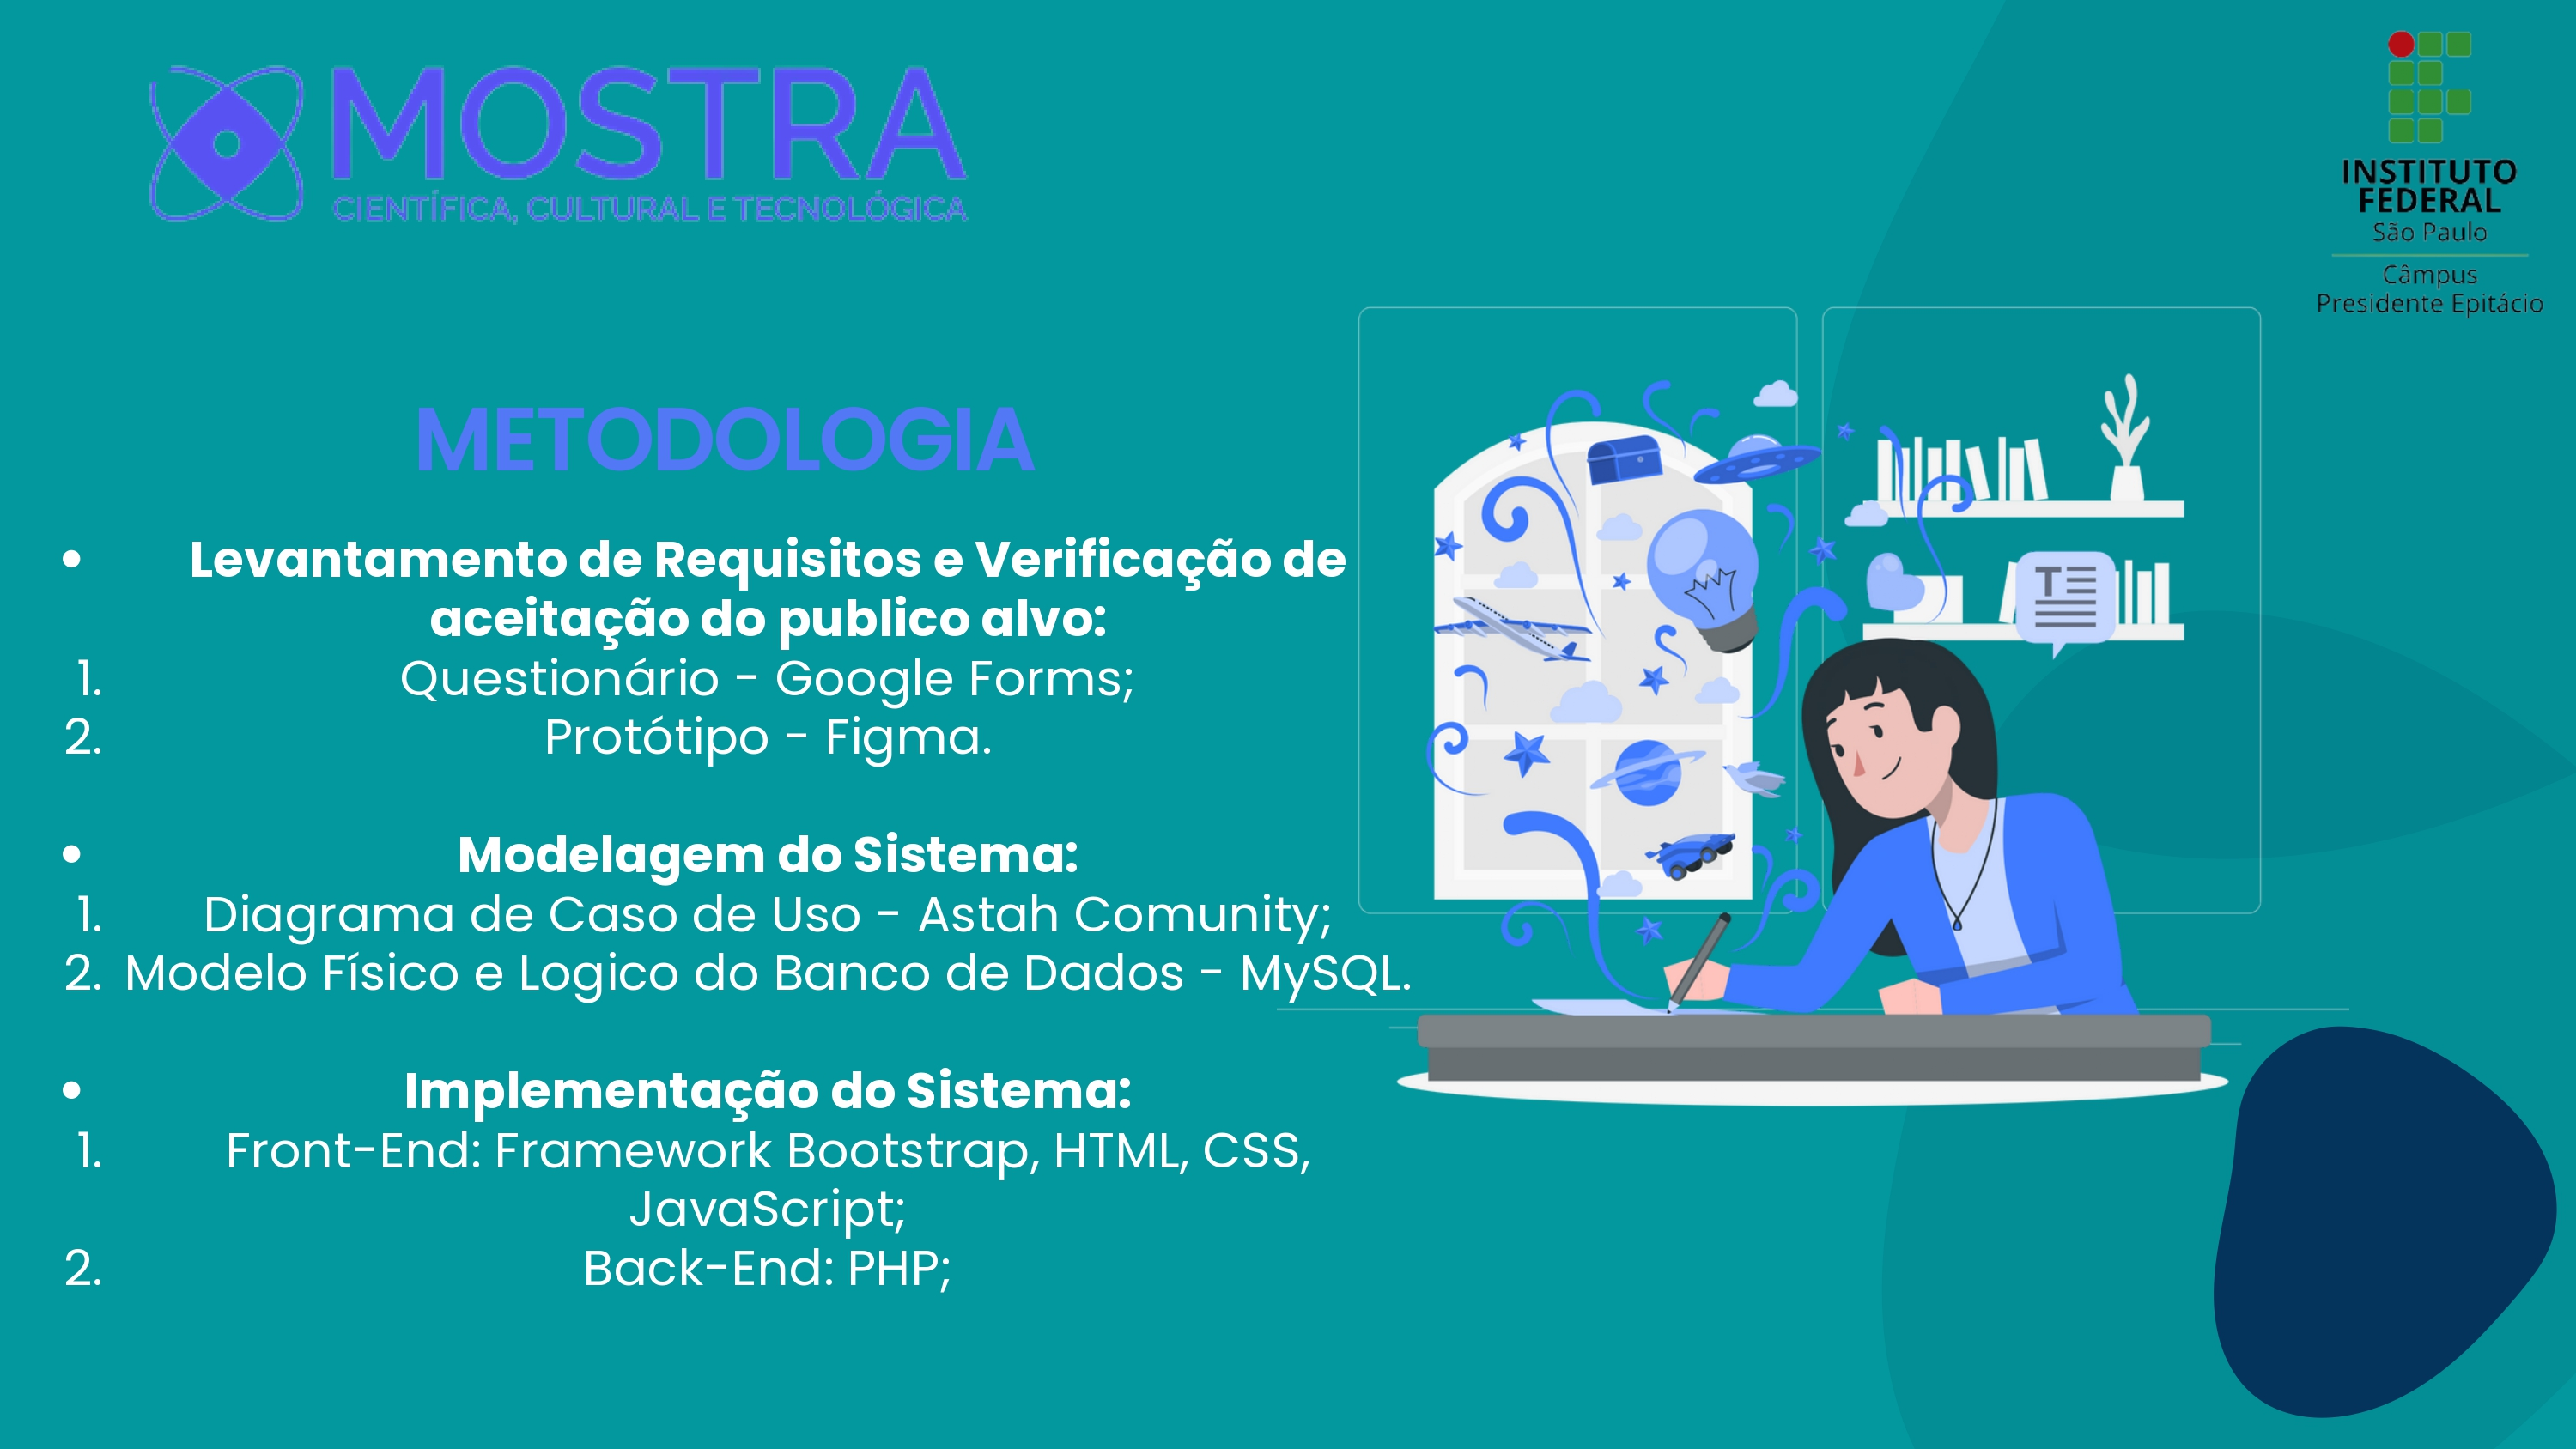 MOSTRA
CIENTÍFICA, CULTURAL E TECNOLÓGICA
INSTITUTO
FEDERAL
São Paulo
Câmpus
Presidente Epitácio
METODOLOGIA
• Levantamento de Requisitos e Verificação de
aceitação do publico alvo:
1. Questionário - Google Forms;
2. Protótipo - Figma.
• Modelagem do Sistema:
1. Diagrama de Caso de Uso - Astah Comunity;
2. Modelo Físico e Logico do Banco de Dados - MySQL.
• Implementação do Sistema:
1. Front-End: Framework Bootstrap, HTML, CSS,
JavaScript;
2. Back-End: PHP;
T